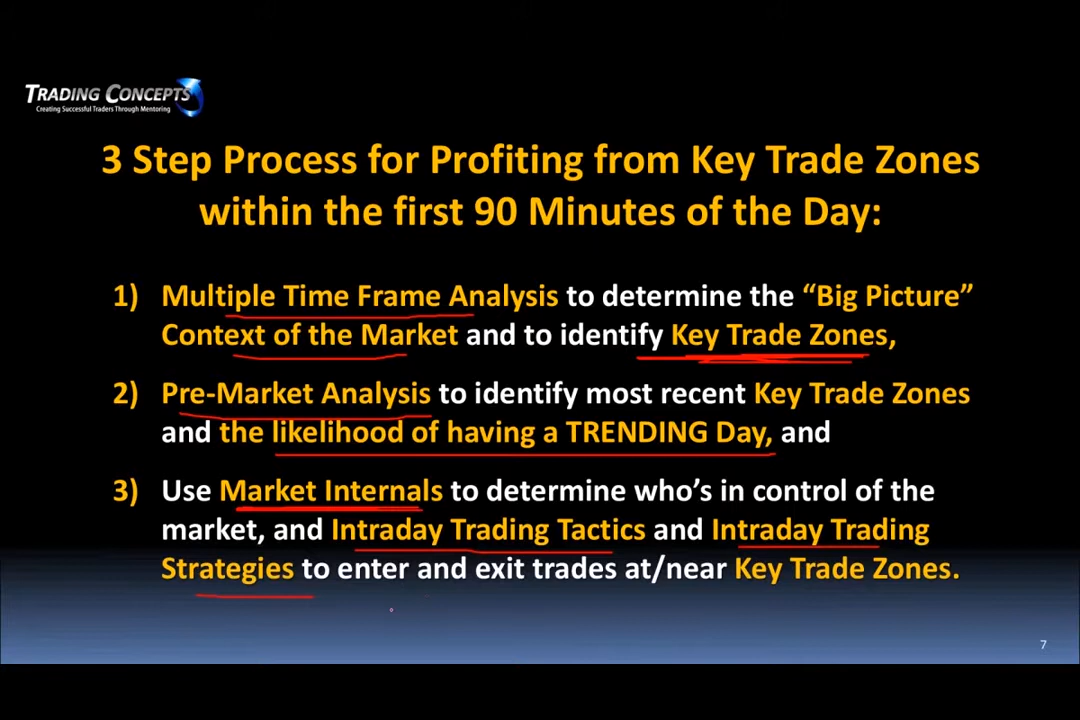 TRADING CONCEPTS
Creating Successful Traders Through Mentoring
3 Step Process for Profiting from Key Trade Zones
within the first 90 Minutes of the Day:
1) Multiple Time Frame Analysis to determine the “Big Picture”
Context of the Market and to identify Key Trade Zones,
2) Pre-Market Analysis to identify most recent Key Trade Zones
and the likelihood of having a TRENDING Day, and
3) Use Market Internals to determine who’s in control of the
market, and Intraday Trading Tactics and Intraday Trading
Strategies to enter and exit trades at/near Key Trade Zones.
7